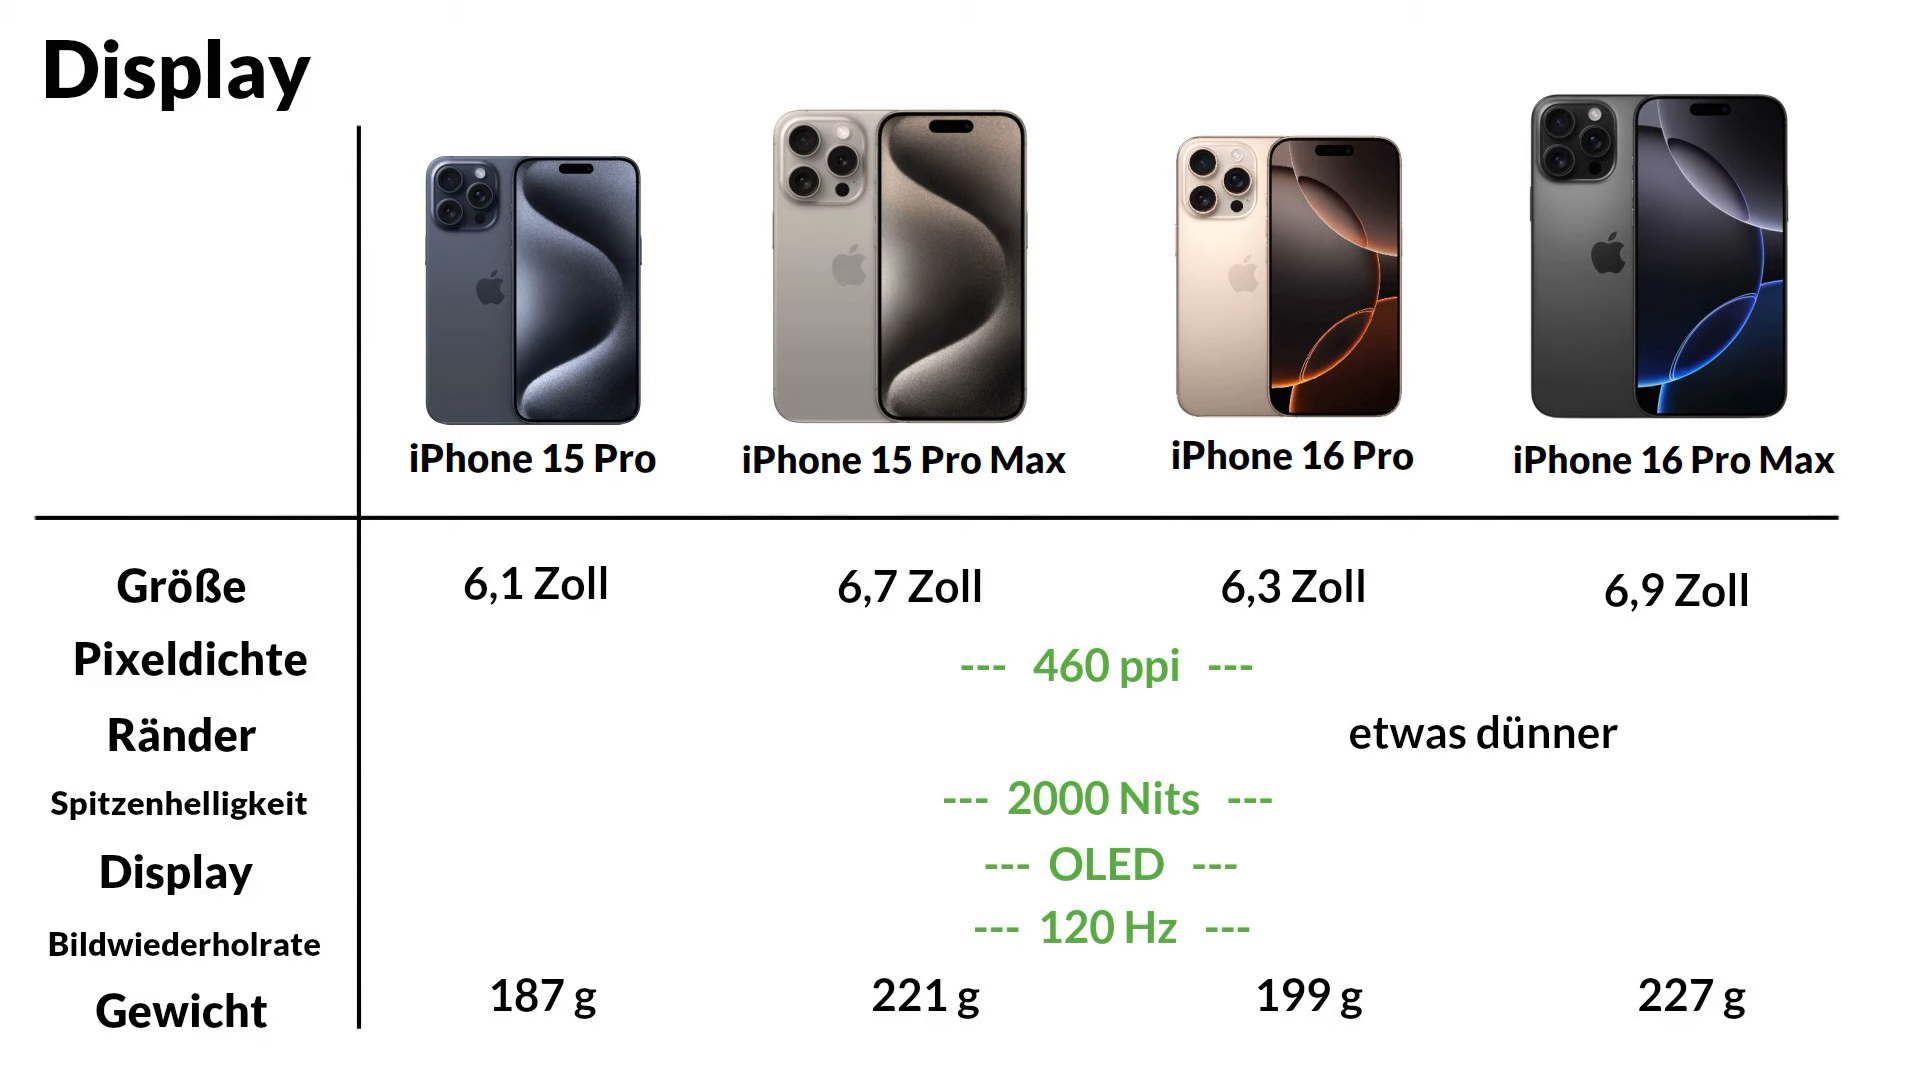 Display
iPhone 15 Pro
iPhone 15 Pro Max
iPhone 16 Pro
iPhone 16 Pro Max
Größe 6,1 Zoll 6,7 Zoll 6,3 Zoll 6,9 Zoll
Pixeldichte --- 460 ppi ---
Ränder etwas dünner
Spitzenhelligkeit --- 2000 Nits ---
Display --- OLED ---
Bildwiederholrate --- 120 Hz ---
Gewicht 187 g 221 g 199 g 227 g